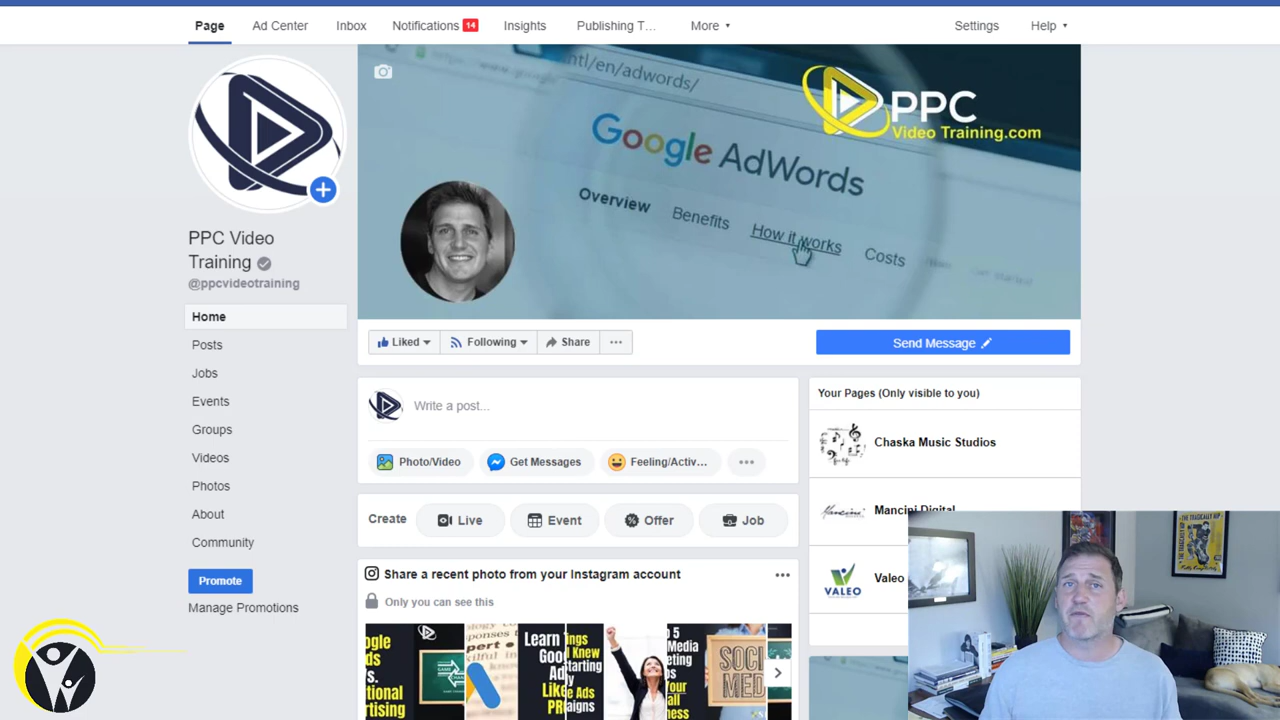 Page
Ad Center
Inbox
Notifications 14
Insights
Publishing T...
More
Settings
Help
ntl/en/adwords/
PPC
Video Training.com
Google AdWords
Overview
Benefits
How it works
Costs
PPC Video
Training
@ppcvideotraining
Home
Posts
Jobs
Events
Groups
Videos
Photos
About
Community
Promote
Manage Promotions
Liked
Following
Share
...
Send Message
Write a post...
Photo/Video
Get Messages
Feeling/Activ...
...
Create
Live
Event
Offer
Job
Share a recent photo from your Instagram account
...
Only you can see this
Your Pages (Only visible to you)
Chaska Music Studios
Mancini Digital
Valeo
VALEO
THE TRAGICALLY HIP